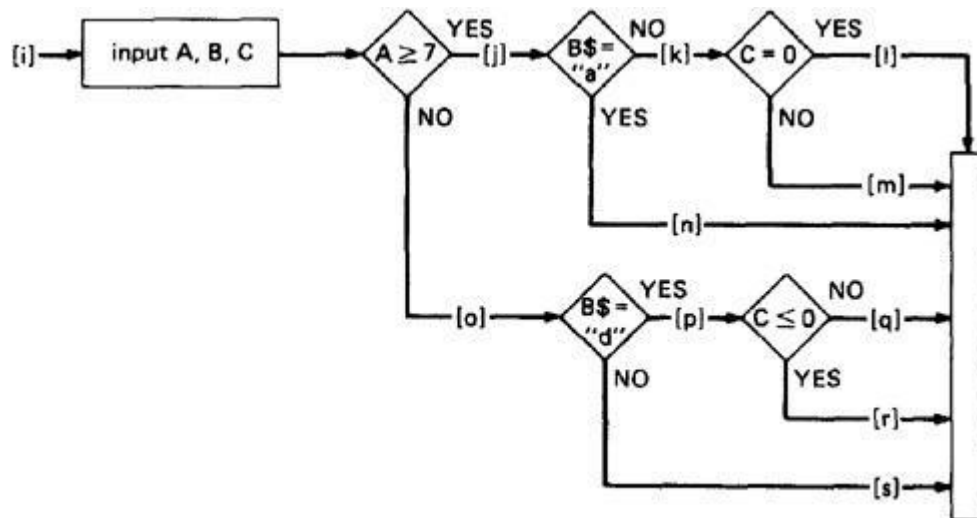 [i]
input A, B, C
A ≥ 7
YES
[j]
B$ =
"a"
NO
[k]
C = 0
YES
[l]
NO
YES
NO
[m]
[n]
[o]
B$ =
"d"
YES
[p]
C ≤ 0
NO
[q]
NO
YES
[r]
[s]